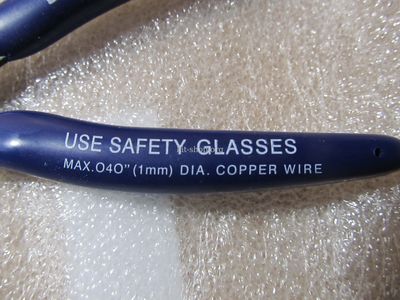 USE SAFETY GLASSES
MAX.040" (1mm) DIA. COPPER WIRE